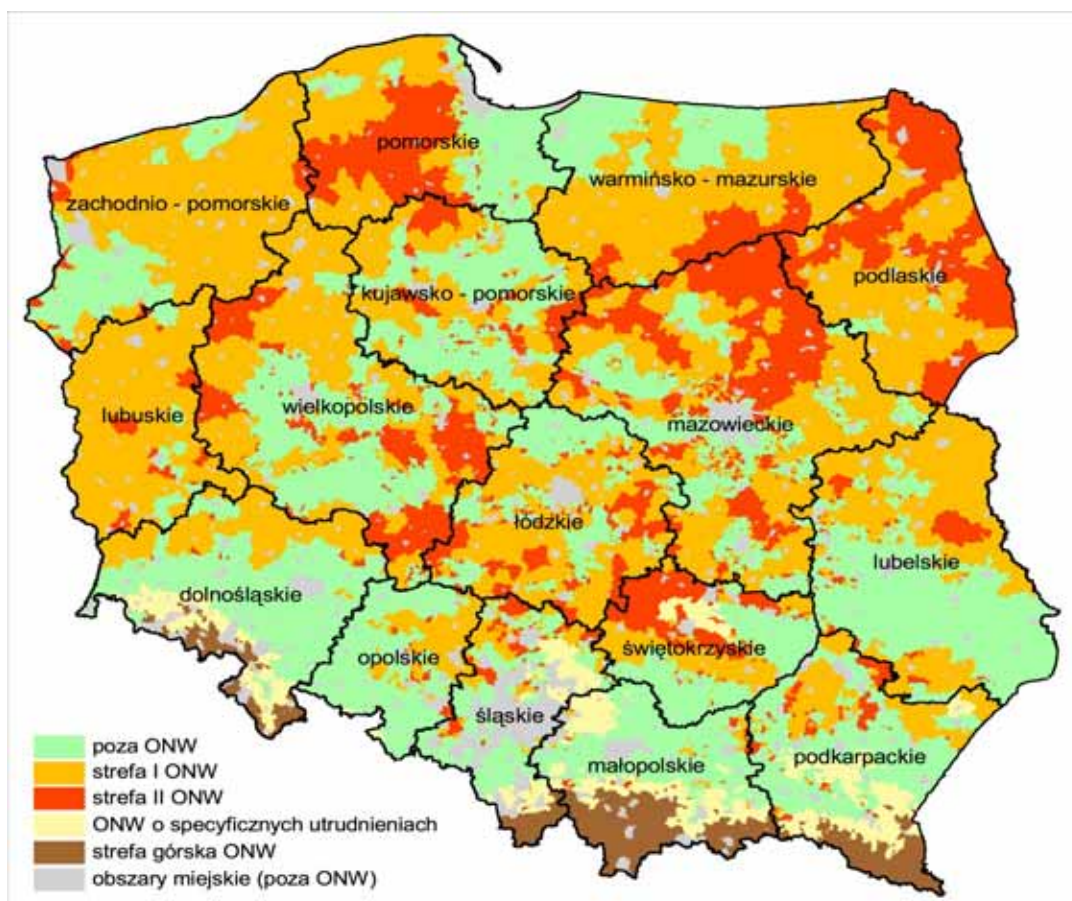 pomorskie
warmińsko - mazurskie
zachodnio - pomorskie
podlaskie
kujawsko - pomorskie
lubuskie
wielkopolskie
mazowieckie
łódzkie
lubelskie
dolnośląskie
opolskie
świętokrzyskie
śląskie
małopolskie
podkarpackie
poza ONW
strefa I ONW
strefa II ONW
ONW o specyficznych utrudnieniach
strefa górska ONW
obszary miejskie (poza ONW)